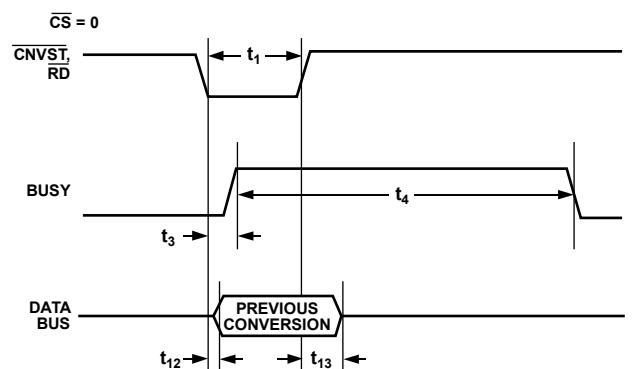 CS = 0
CNVST,
RD
t1
BUSY
t4
t3
DATA
BUS
PREVIOUS
CONVERSION
t12
t13